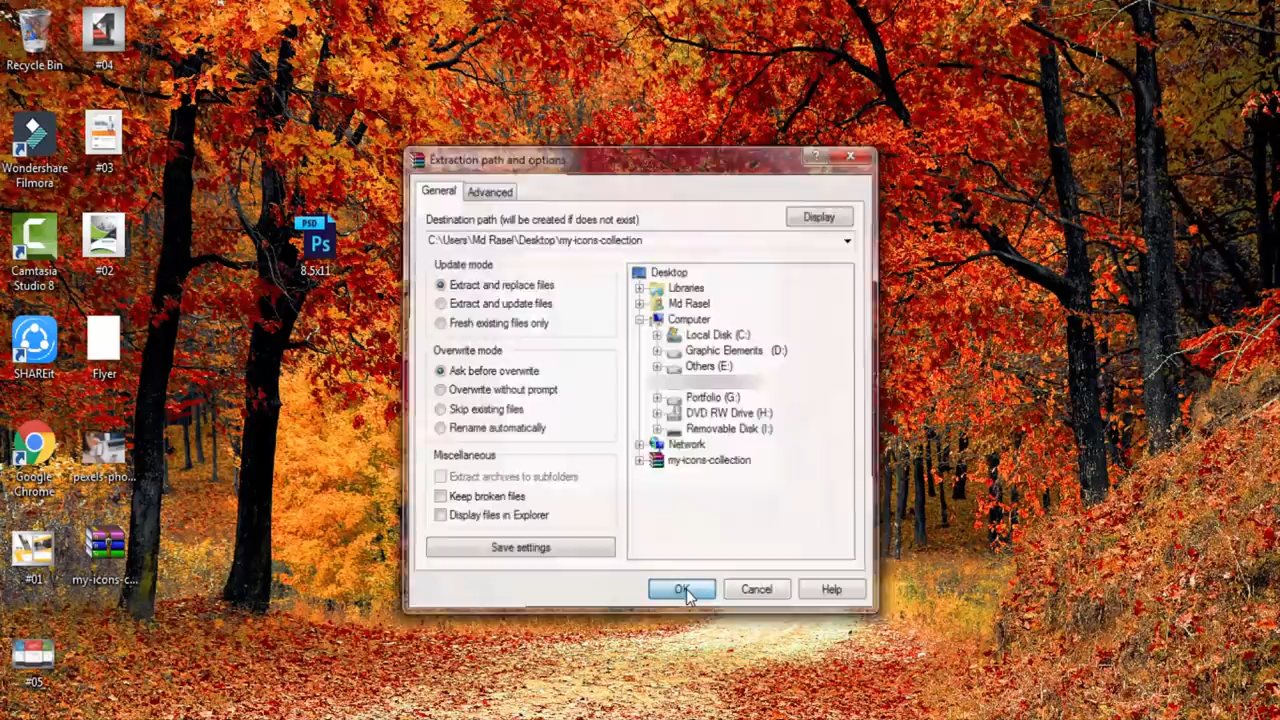 Recycle Bin
#04
Wondershare
Filmora
#03
Camtasia
Studio 8
#02
PSD
Ps
8.5x11
SHAREit
Flyer
Google
Chrome
pexels-pho...
#01
my-icons-c...
#05
Extraction path and options
?
General
Advanced
Destination path (will be created if does not exist)
Display
C:\Users\Md Rasel\Desktop\my-icons-collection
Update mode
Extract and replace files
Extract and update files
Fresh existing files only
Overwrite mode
Ask before overwrite
Overwrite without prompt
Skip existing files
Rename automatically
Miscellaneous
Extract archives to subfolders
Keep broken files
Display files in Explorer
Save settings
Desktop
Libraries
Md Rasel
Computer
Local Disk (C:)
Graphic Elements (D:)
Others (E:)
Portfolio (G:)
DVD RW Drive (H:)
Removable Disk (I:)
Network
my-icons-collection
OK
Cancel
Help